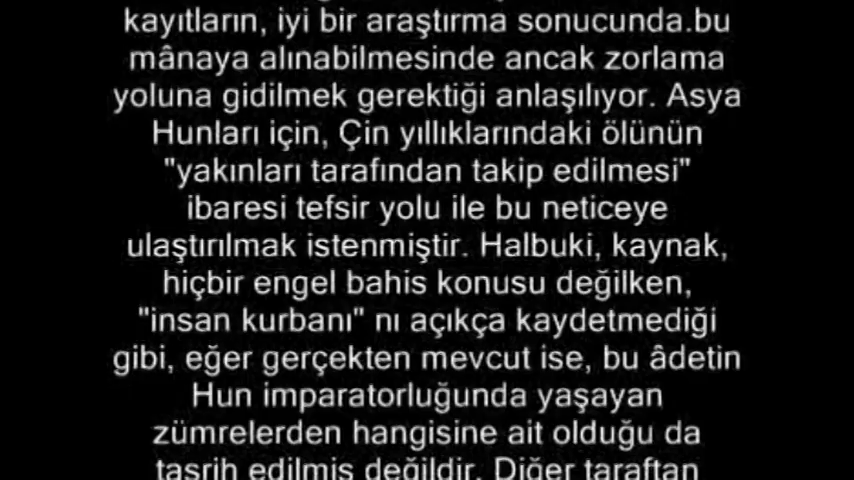 kayıtların, iyi bir araştırma sonucunda.bu
mânaya alınabilmesinde ancak zorlama
yoluna gidilmek gerektiği anlaşılıyor. Asya
Hunları için, Çin yıllıklarındaki ölünün
"yakınları tarafından takip edilmesi"
ibaresi tefsir yolu ile bu neticeye
ulaştırılmak istenmiştir. Halbuki, kaynak,
hiçbir engel bahis konusu değilken,
"insan kurbanı" nı açıkça kaydetmediği
gibi, eğer gerçekten mevcut ise, bu âdetin
Hun imparatorluğunda yaşayan
zümrelerden hangisine ait olduğu da
tasrih edilmiş değildir. Diğer taraftan